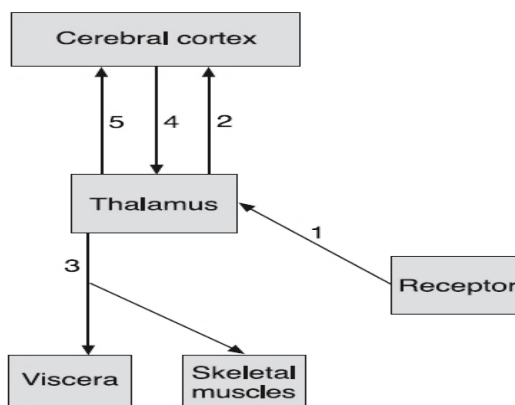 Cerebral cortex
5
4
2
Thalamus
1
3
Receptor
Viscera
Skeletal
muscles